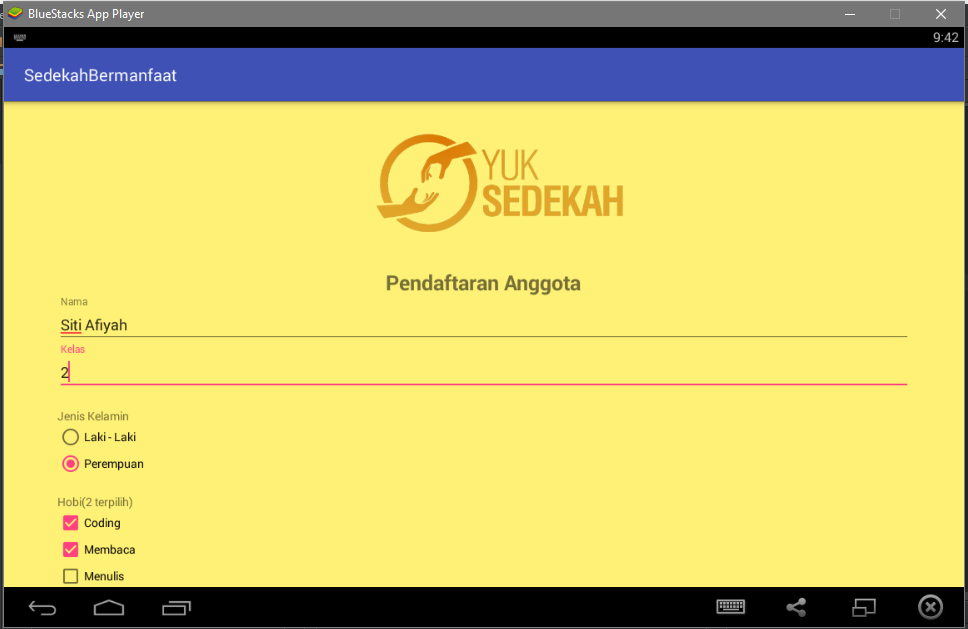 BlueStacks App Player
9:42
SedekahBermanfaat
YUK
SEDEKAH
Pendaftaran Anggota
Nama
Siti Afiyah
Kelas
2
Jenis Kelamin
Laki - Laki
Perempuan
Hobi(2 terpilih)
Coding
Membaca
Menulis